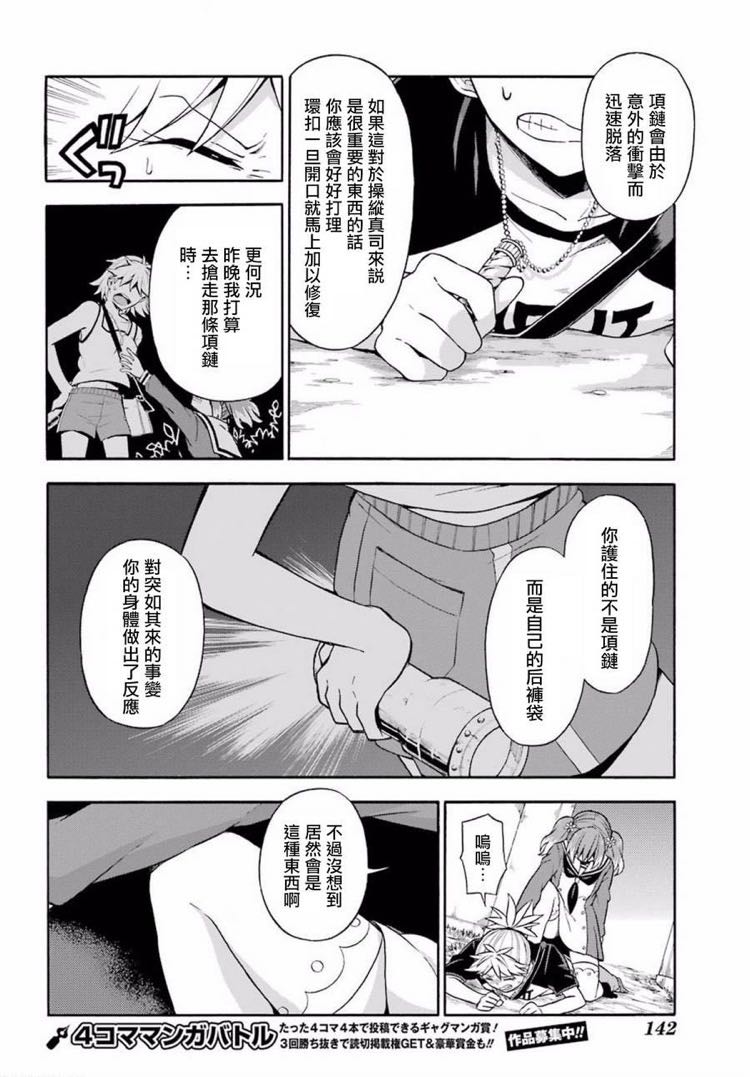 項鏈會由於
意外的衝擊而
迅速脫落
如果這對於操縱真司來說
是很重要的東西的話
你應該會好好打理
環扣一旦開口就馬上加以修復
ぐぐっ
更何況
昨晚我打算
去搶走那條項鏈
時…
你護住的不是項鏈
而是自己的后褲袋
對突如其來的事變
你的身體做出了反應
嗚嗚…
不過沒想到
居然會是
這種東西啊
4コママンガバトル
たった4コマ4本で投稿できるギャグマンガ賞!
3回勝ち抜きで読切掲載権GET&豪華賞金も!!
作品募集中!!
142